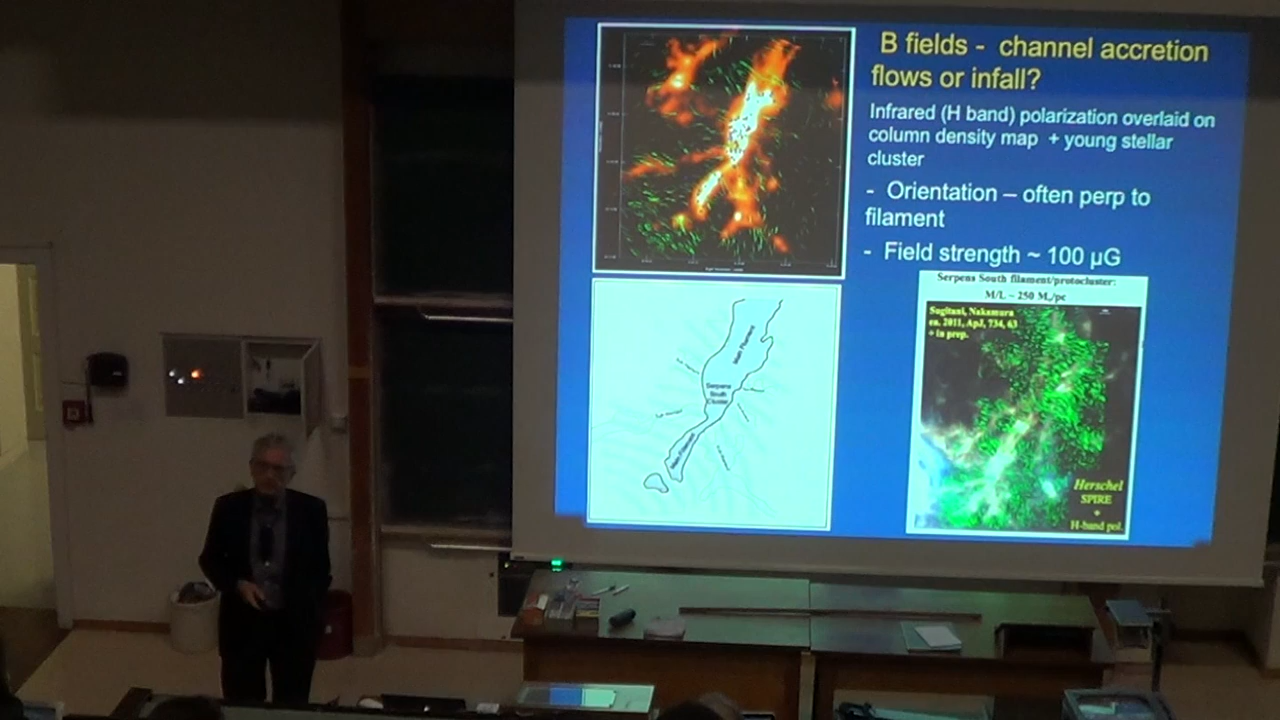 B fields - channel accretion
flows or infall?
Infrared (H band) polarization overlaid on
column density map + young stellar
cluster
- Orientation – often perp to
filament
- Field strength ~ 100 µG
Serpens South filament/protocluster:
M/L ~ 250 M☉/pc
Sugitani, Nakamura
ea. 2011, ApJ, 734, 63
+ in prep.
Herschel
SPIRE
+
H-band pol.
Main Filament
Serpens
South
Cluster
Main Filament